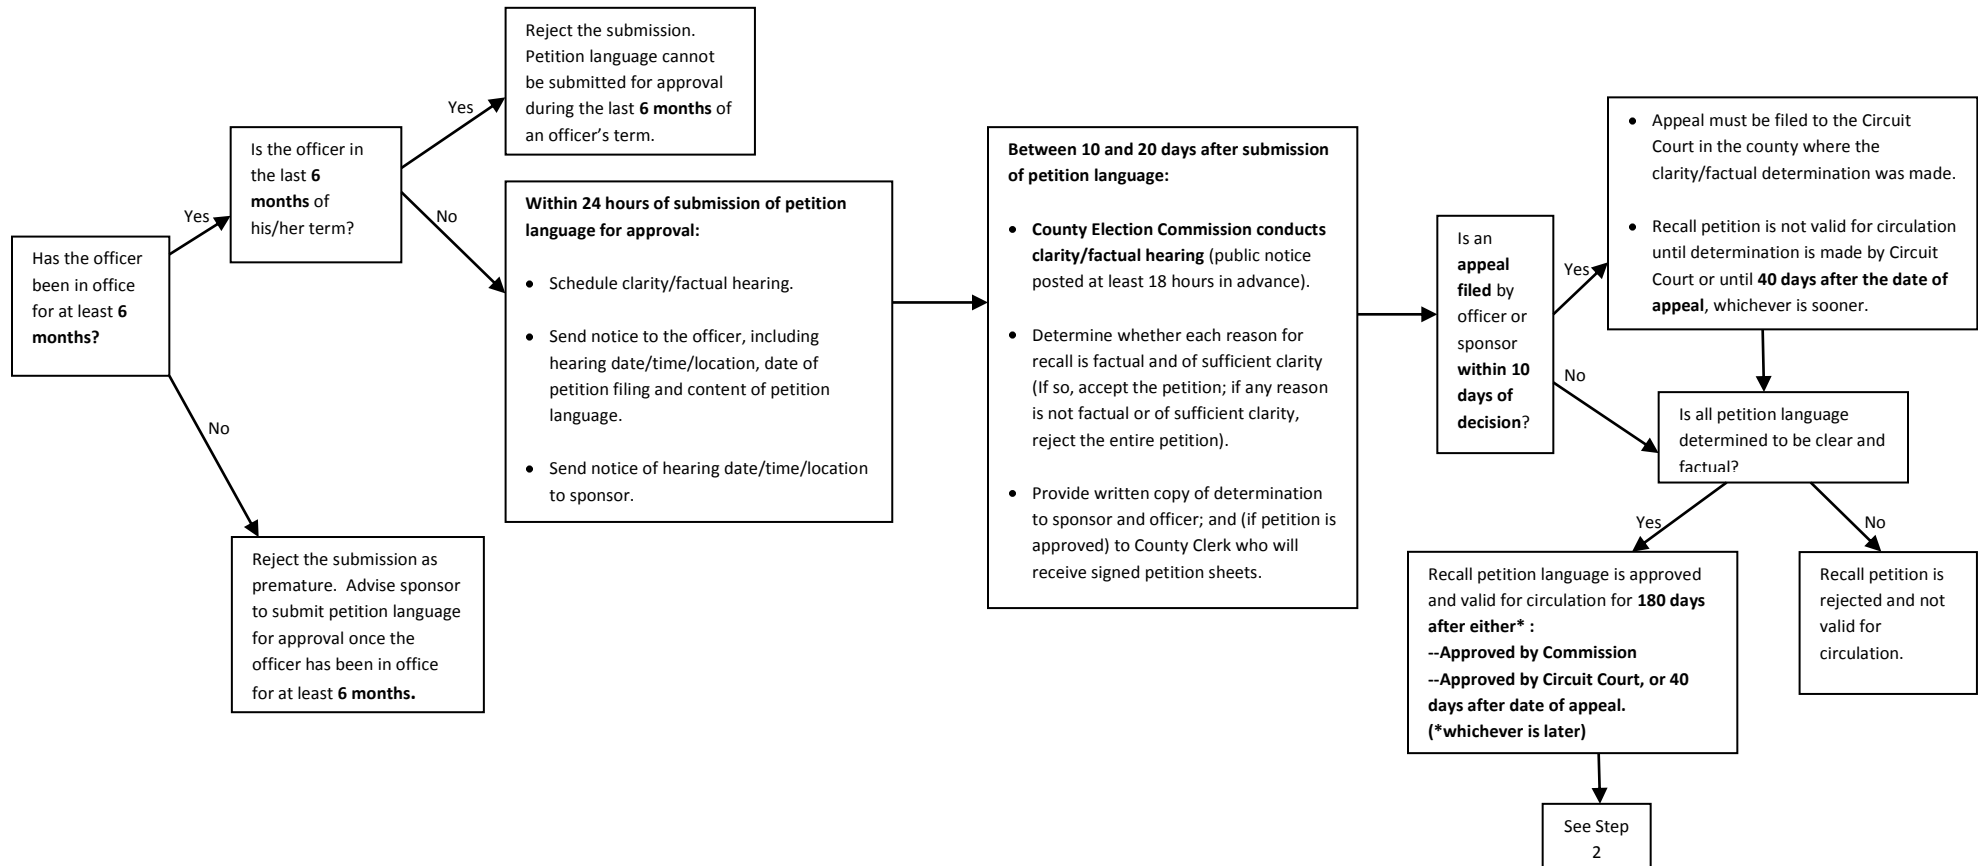 Has the officer
been in office
for at least 6
months?
Yes
No
Is the officer in
the last 6
months of
his/her term?
Yes
No
Reject the submission.
Petition language cannot
be submitted for approval
during the last 6 months of
an officer’s term.
Within 24 hours of submission of petition
language for approval:
• Schedule clarity/factual hearing.
• Send notice to the officer, including
hearing date/time/location, date of
petition filing and content of petition
language.
• Send notice of hearing date/time/location
to sponsor.
Reject the submission as
premature.  Advise sponsor
to submit petition language
for approval once the
officer has been in office
for at least 6 months.
Between 10 and 20 days after submission
of petition language:
• County Election Commission conducts
clarity/factual hearing (public notice
posted at least 18 hours in advance).
• Determine whether each reason for
recall is factual and of sufficient clarity
(If so, accept the petition; if any reason
is not factual or of sufficient clarity,
reject the entire petition).
• Provide written copy of determination
to sponsor and officer; and (if petition is
approved) to County Clerk who will
receive signed petition sheets.
Is an
appeal
filed by
officer or
sponsor
within 10
days of
decision?
Yes
No
• Appeal must be filed to the Circuit
Court in the county where the
clarity/factual determination was made.
• Recall petition is not valid for circulation
until determination is made by Circuit
Court or until 40 days after the date of
appeal, whichever is sooner.
Is all petition language
determined to be clear and
factual?
Yes
No
Recall petition language is approved
and valid for circulation for 180 days
after either* :
--Approved by Commission
--Approved by Circuit Court, or 40
days after date of appeal.
(*whichever is later)
Recall petition is
rejected and not
valid for
circulation.
See Step
2